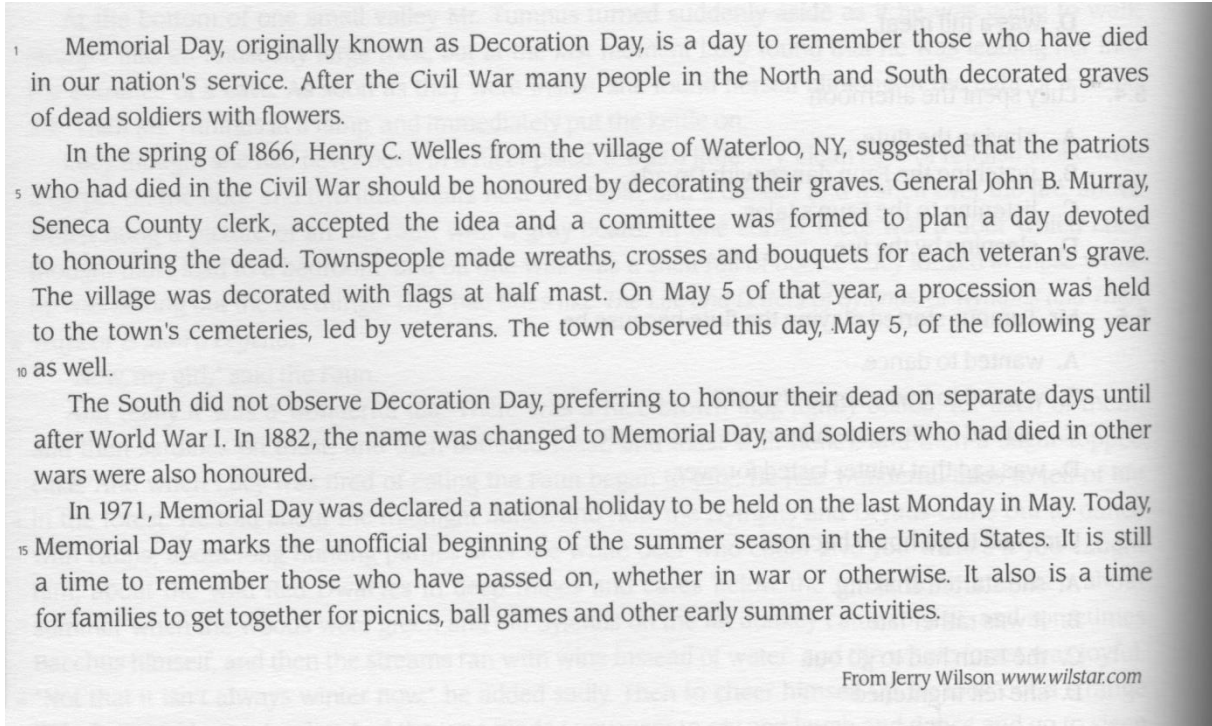 1 Memorial Day, originally known as Decoration Day, is a day to remember those who have died
in our nation's service. After the Civil War many people in the North and South decorated graves
of dead soldiers with flowers.
In the spring of 1866, Henry C. Welles from the village of Waterloo, NY, suggested that the patriots
5 who had died in the Civil War should be honoured by decorating their graves. General John B. Murray,
Seneca County clerk, accepted the idea and a committee was formed to plan a day devoted
to honouring the dead. Townspeople made wreaths, crosses and bouquets for each veteran's grave.
The village was decorated with flags at half mast. On May 5 of that year, a procession was held
to the town's cemeteries, led by veterans. The town observed this day, May 5, of the following year
10 as well.
The South did not observe Decoration Day, preferring to honour their dead on separate days until
after World War I. In 1882, the name was changed to Memorial Day, and soldiers who had died in other
wars were also honoured.
In 1971, Memorial Day was declared a national holiday to be held on the last Monday in May. Today,
15 Memorial Day marks the unofficial beginning of the summer season in the United States. It is still
a time to remember those who have passed on, whether in war or otherwise. It also is a time
for families to get together for picnics, ball games and other early summer activities.
From Jerry Wilson www.wilstar.com